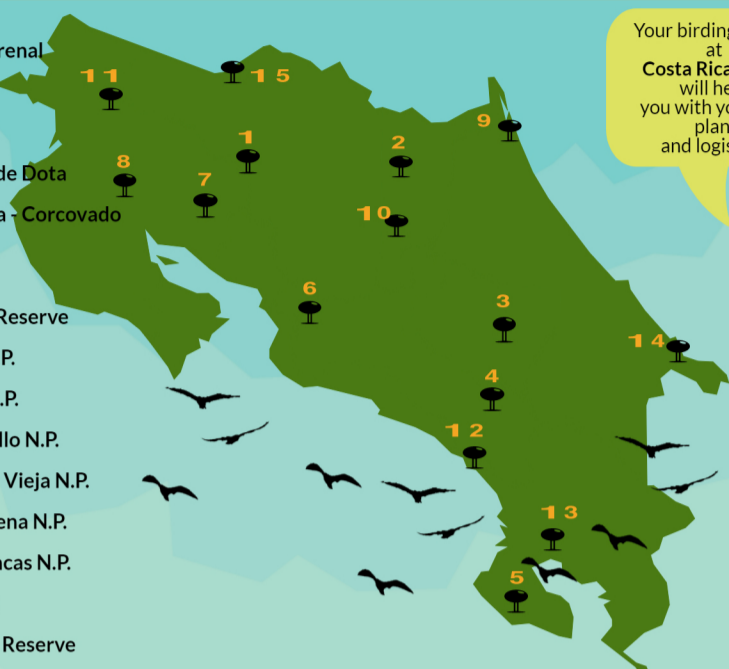 renal
de Dota
a - Corcovado
Reserve
P.
.P.
llo N.P.
Vieja N.P.
ena N.P.
ncas N.P.
Reserve
11
15
9
1
2
8
7
10
6
3
14
4
12
13
5
Your birding
at
Costa Rica
will he
you with yo
plan
and logis